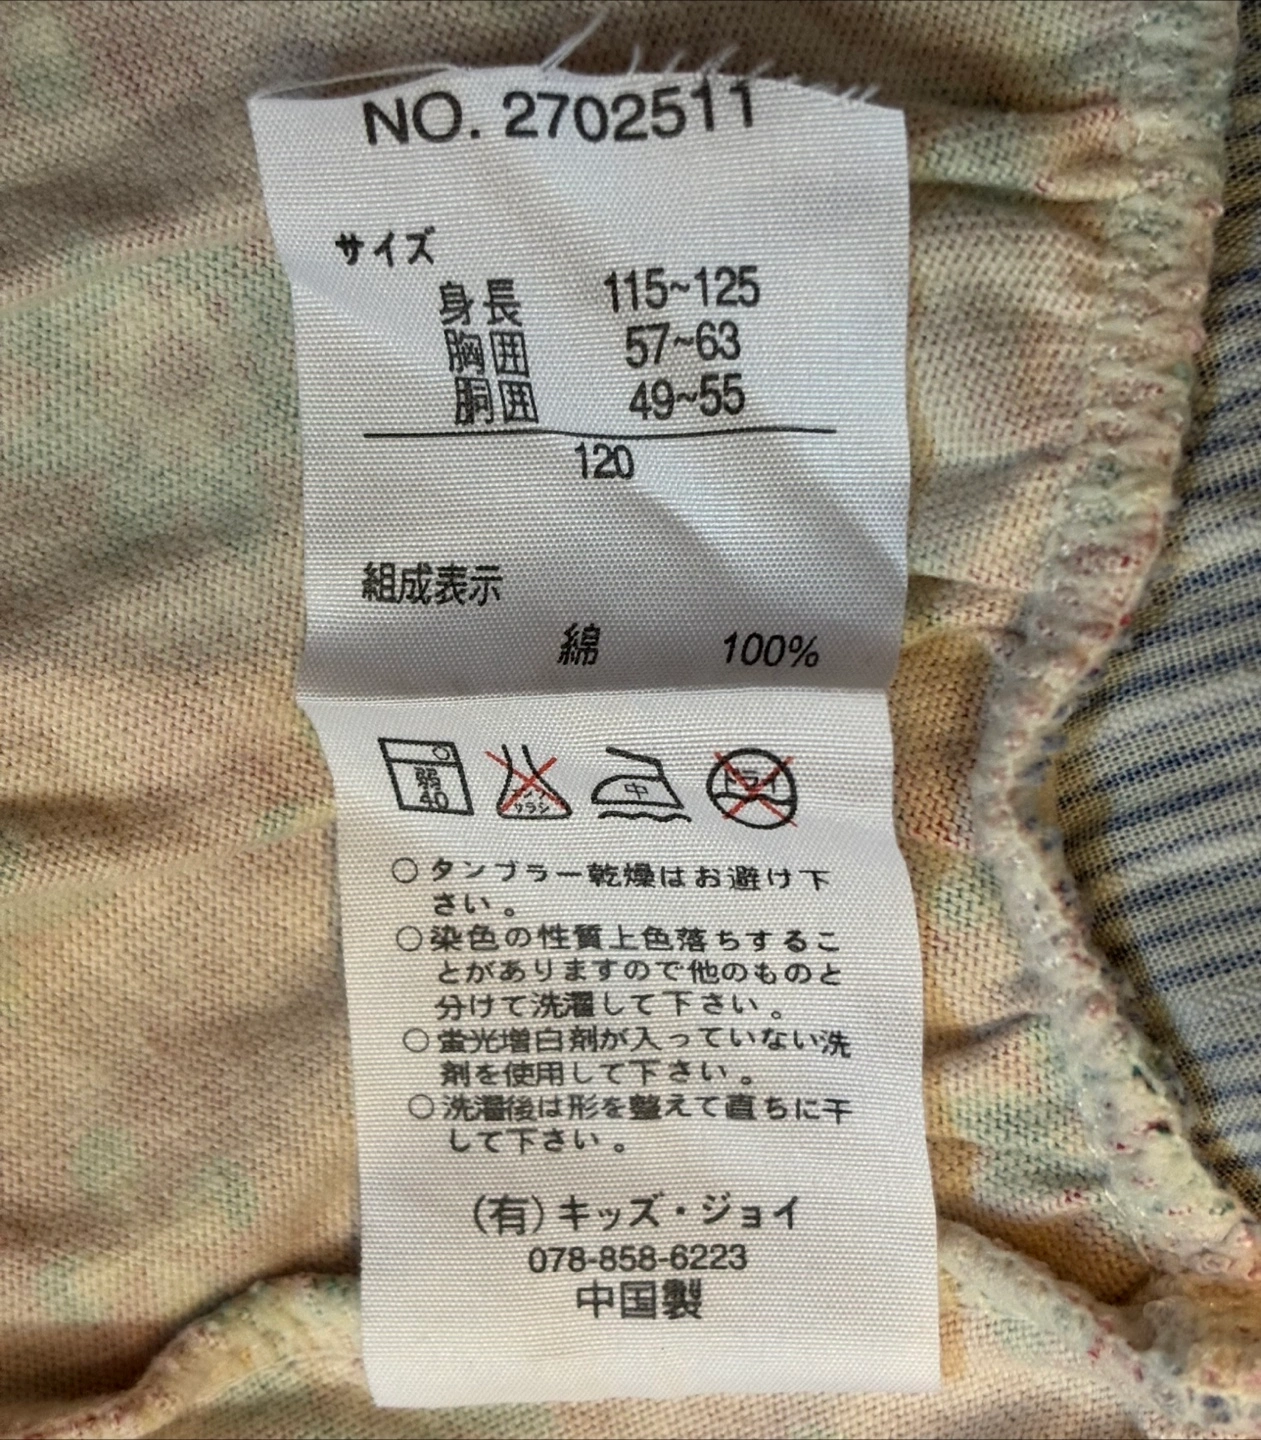 NO. 2702511
サイズ
身長 115~125
胸囲 57~63
胴囲 49~55
120
組成表示
綿 100%
弱
40
中
ドライ
○タンブラー乾燥はお避け下
さい。
○染色の性質上色落ちするこ
とがありますので他のものと
分けて洗濯して下さい。
○蛍光増白剤が入っていない洗
剤を使用して下さい。
○洗濯後は形を整えて直ちに干
して下さい。
(有)キッズ・ジョイ
078-858-6223
中国製